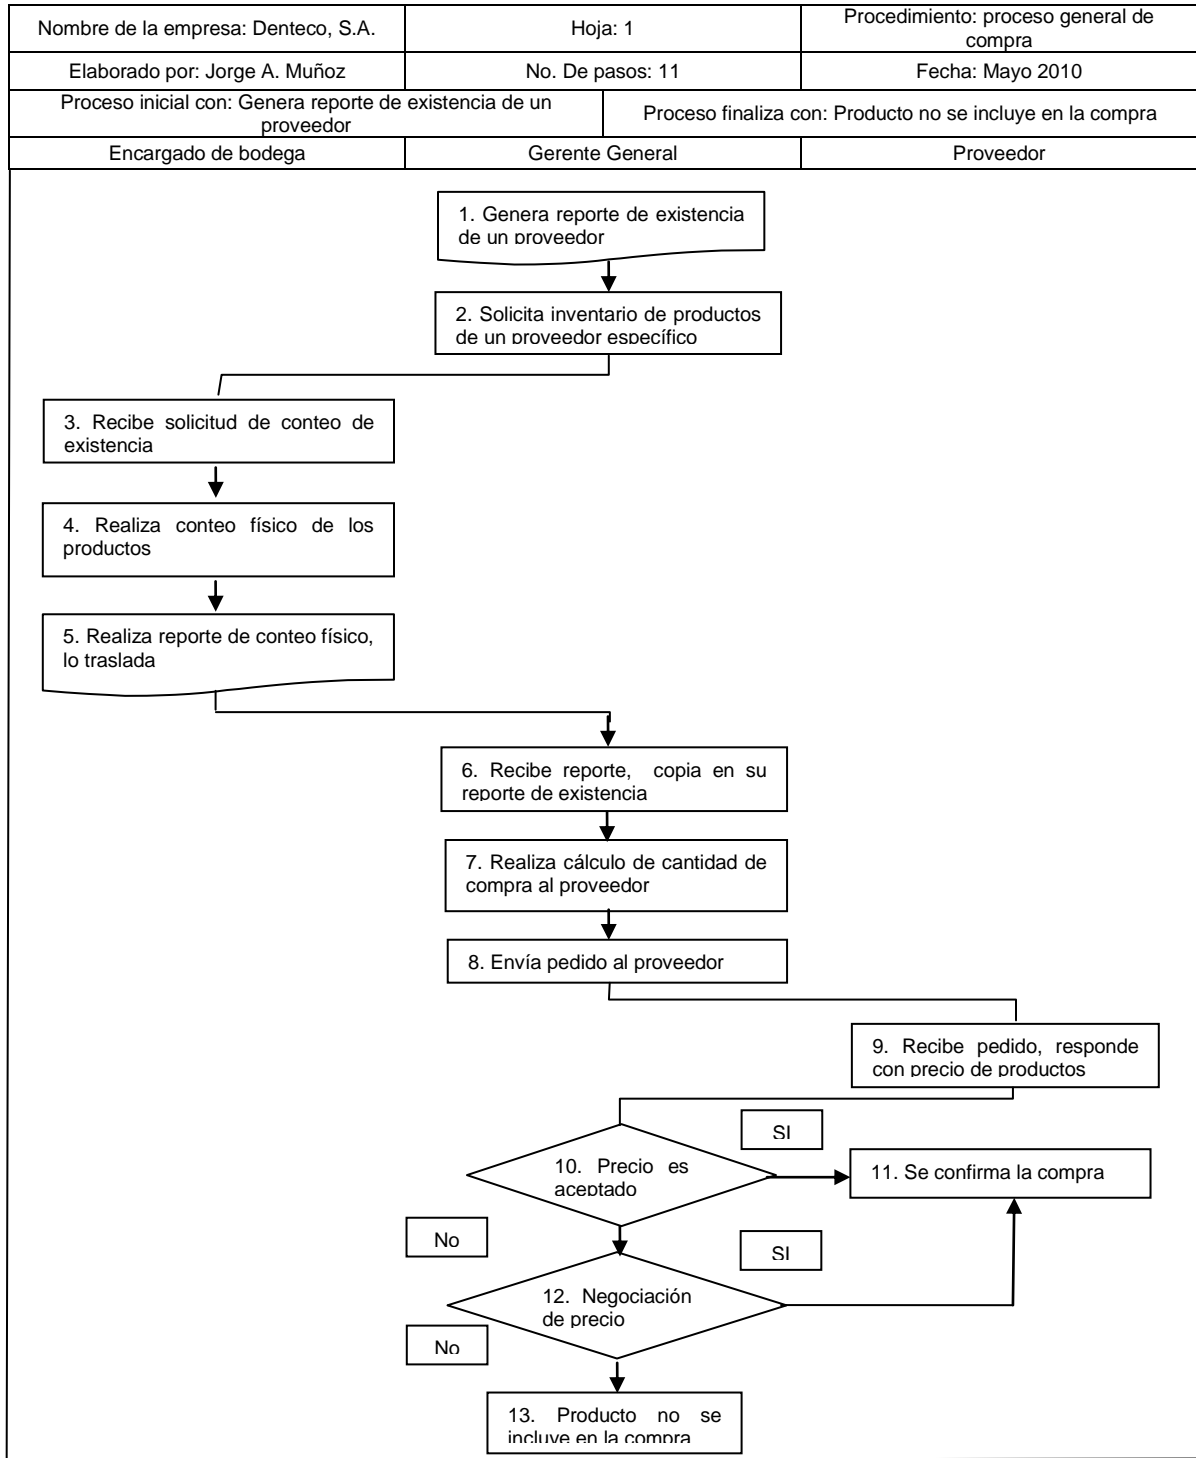 Nombre de la empresa: Denteco, S.A.
Hoja: 1
Procedimiento: proceso general de
compra
Elaborado por: Jorge A. Muñoz
No. De pasos: 11
Fecha: Mayo 2010
Proceso inicial con: Genera reporte de existencia de un
proveedor
Proceso finaliza con: Producto no se incluye en la compra
Encargado de bodega
Gerente General
Proveedor
1. Genera reporte de existencia
de un proveedor
2. Solicita inventario de productos
de un proveedor específico
3. Recibe solicitud de conteo de
existencia
4. Realiza conteo físico de los
productos
5. Realiza reporte de conteo físico,
lo traslada
6. Recibe reporte, copia en su
reporte de existencia
7. Realiza cálculo de cantidad de
compra al proveedor
8. Envía pedido al proveedor
9. Recibe pedido, responde
con precio de productos
SI
10. Precio es
aceptado
11. Se confirma la compra
No
SI
12. Negociación
de precio
No
13. Producto no se
incluye en la compra